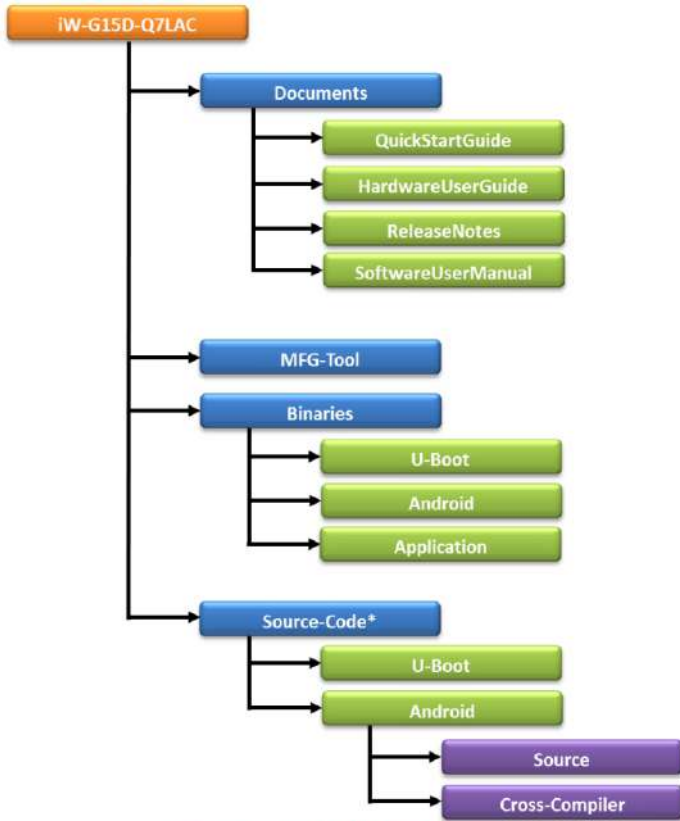 iW-G15D-Q7LAC
Documents
QuickStartGuide
HardwareUserGuide
ReleaseNotes
SoftwareUserManual
MFG-Tool
Binaries
U-Boot
Android
Application
Source-Code*
U-Boot
Android
Source
Cross-Compiler